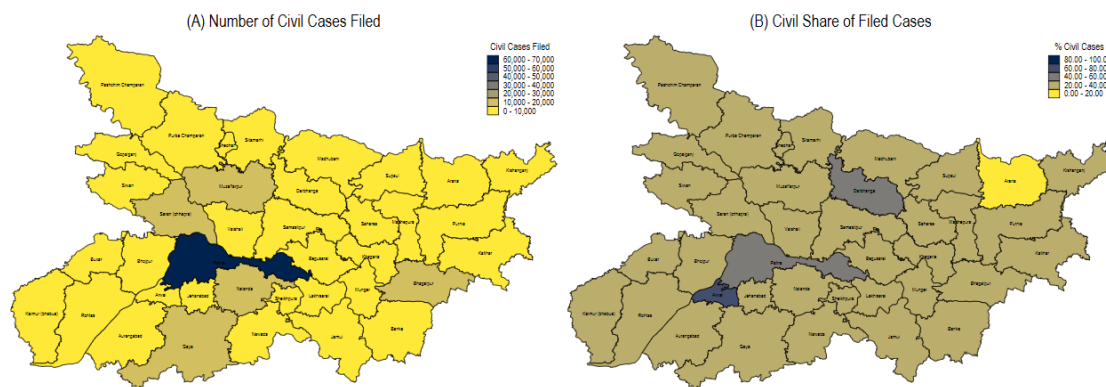 (A) Number of Civil Cases Filed
Civil Cases Filed
60,000 - 70,000
50,000 - 60,000
40,000 - 50,000
30,000 - 40,000
20,000 - 30,000
10,000 - 20,000
0 - 10,000
Pashchim Champaran
Purba Champaran
Sheohar
Sitamarhi
Gopalganj
Siwan
Madhubani
Supaul
Araria
Kishanganj
Muzaffarpur
Darbhanga
Saran (chhapra)
Vaishali
Samastipur
Saharsa
Madhepura
Purnia
Katihar
Buxar
Bhojpur
Patna
Begusarai
Khagaria
Bhagalpur
Arwal
Jehanabad
Nalanda
Sheikhpura
Lakhisarai
Munger
Kaimur (bhabua)
Rohtas
Aurangabad
Gaya
Nawada
Jamui
Banka
(B) Civil Share of Filed Cases
% Civil Cases
80.00 - 100.0
60.00 - 80.00
40.00 - 60.00
20.00 - 40.00
0.00 - 20.00
Pashchim Champaran
Purba Champaran
Sheohar
Sitamarhi
Gopalganj
Siwan
Madhubani
Supaul
Araria
Kishanganj
Muzaffarpur
Darbhanga
Saran (chhapra)
Vaishali
Samastipur
Saharsa
Madhepura
Purnia
Katihar
Buxar
Bhojpur
Patna
Begusarai
Khagaria
Bhagalpur
Arwal
Jehanabad
Nalanda
Sheikhpura
Lakhisarai
Munger
Kaimur (bhabua)
Rohtas
Aurangabad
Gaya
Nawada
Jamui
Banka